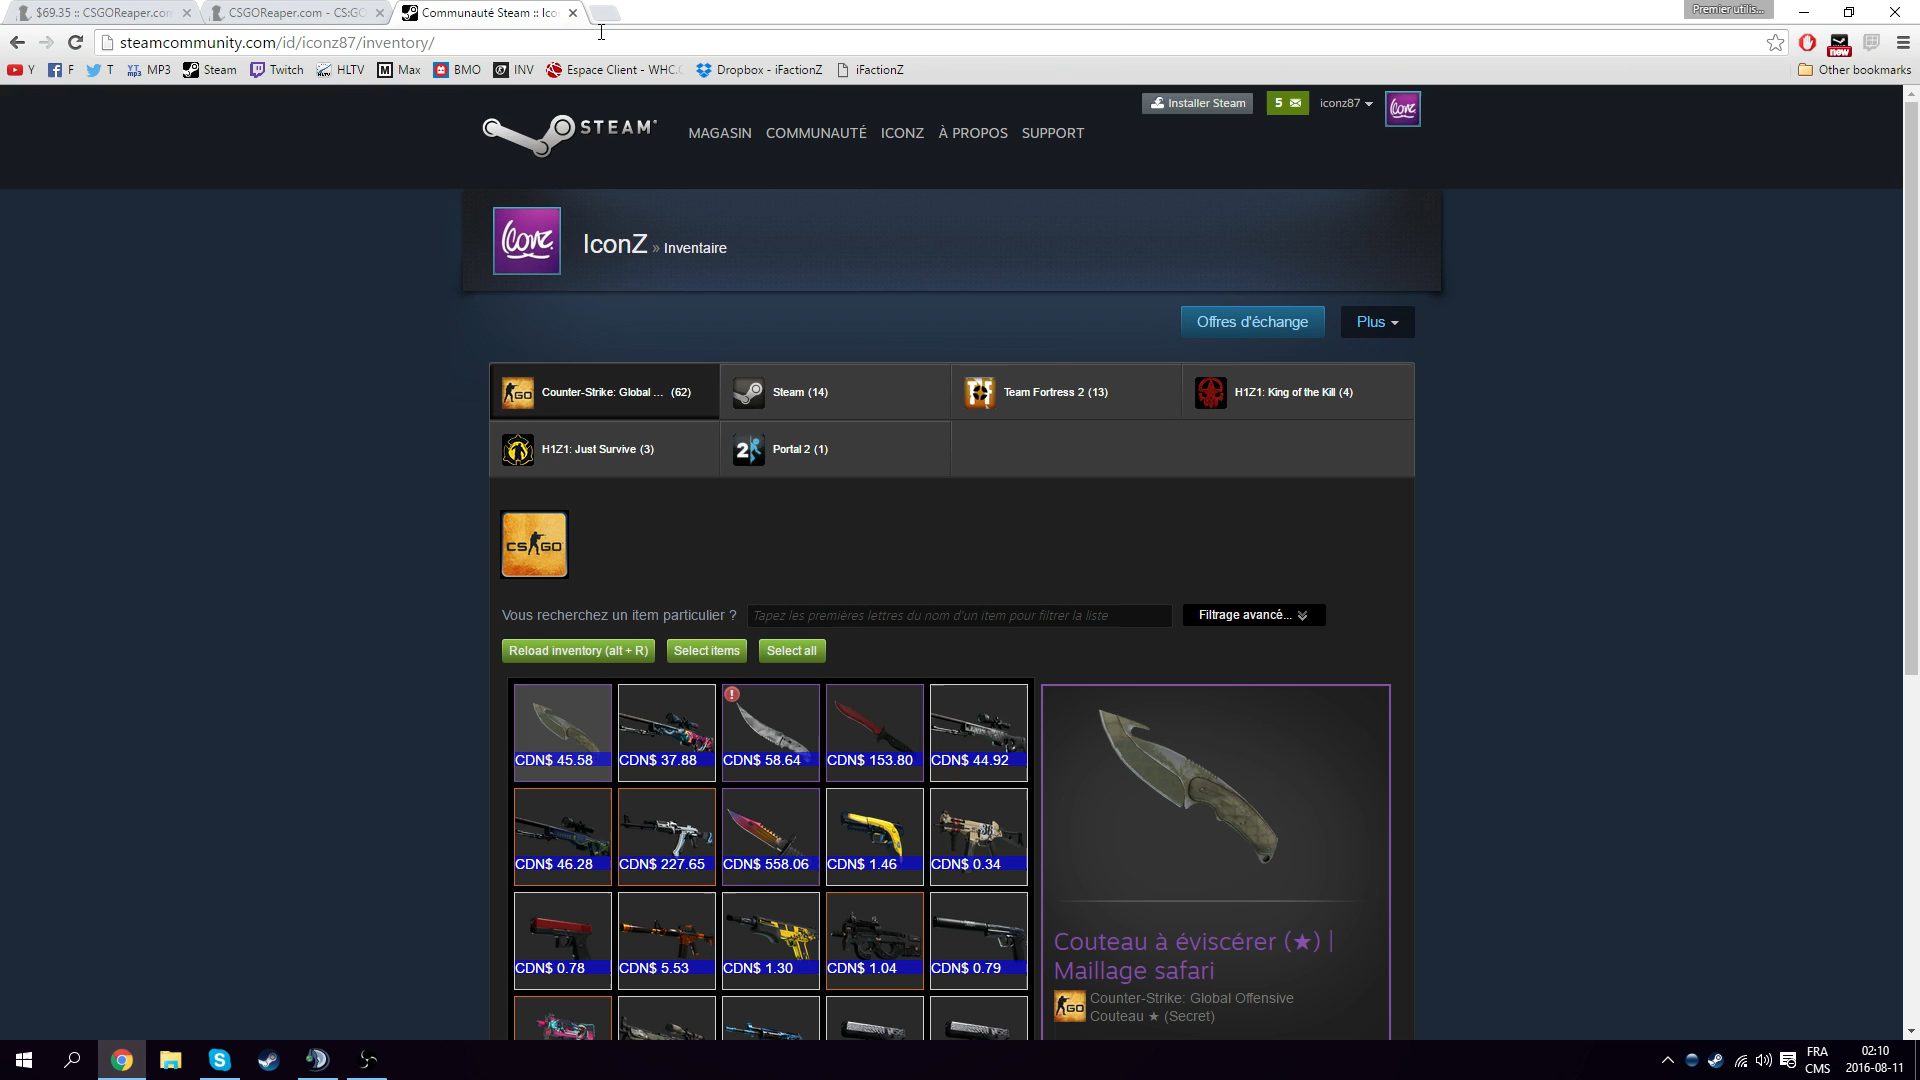 $69.35 :: CSGOReaper.con
CSGOReaper.com - CS:GC
Communauté Steam :: Ico
Premier utilis...
steamcommunity.com/id/iconz87/inventory/
new
Y
F
T
MP3
Steam
Twitch
HLTV
Max
BMO
INV
Espace Client - WHC.
Dropbox - iFactionZ
iFactionZ
Other bookmarks
Installer Steam
5
iconz87
STEAM
MAGASIN COMMUNAUTÉ ICONZ À PROPOS SUPPORT
Iconz
IconZ » Inventaire
Offres d'échange
Plus
Counter-Strike: Global ... (62)
Steam (14)
Team Fortress 2 (13)
H1Z1: King of the Kill (4)
H1Z1: Just Survive (3)
Portal 2 (1)
CS GO
Vous recherchez un item particulier ?
Tapez les premières lettres du nom d'un item pour filtrer la liste
Filtrage avancé...
Reload inventory (alt + R)
Select items
Select all
CDN$ 45.58
CDN$ 37.88
CDN$ 58.64
CDN$ 153.80
CDN$ 44.92
CDN$ 46.28
CDN$ 227.65
CDN$ 558.06
CDN$ 1.46
CDN$ 0.34
CDN$ 0.78
CDN$ 5.53
CDN$ 1.30
CDN$ 1.04
CDN$ 0.79
Couteau à éviscérer (★) |
Maillage safari
Counter-Strike: Global Offensive
Couteau ★ (Secret)
FRA
CMS
02:10
2016-08-11